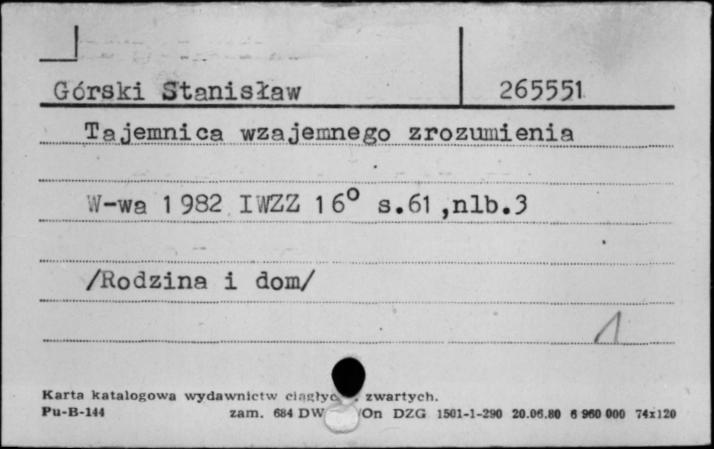 Górski Stanisław 265551
Tajemnica wzajemnego zrozumienia
W-wa 1982 IWZZ 16° s.61,nlb.3
/Rodzina i dom/
1
Karta katalogowa wydawnictw zwartych.
Pu-B-144 zam. 684 DW /On DZG 1501-1-290 20.06.80 6 960 000 74x120